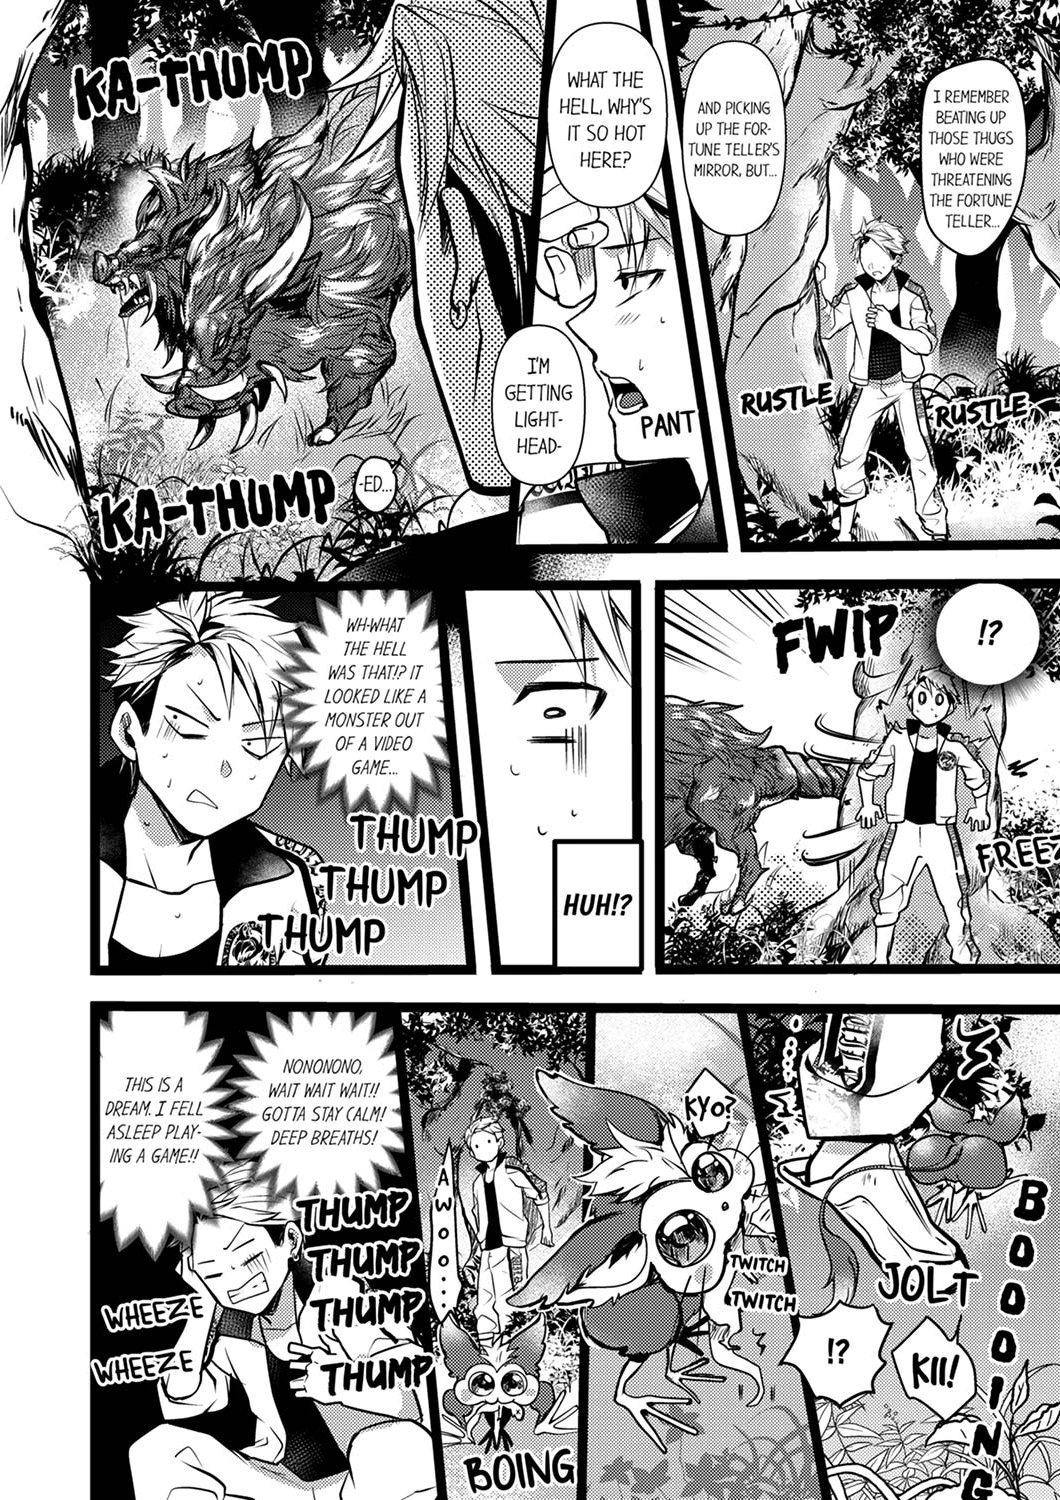 I REMEMBER
BEATING UP
THOSE THUGS
WHO WERE
THREATENING
THE FORTUNE
TELLER...
AND PICKING
UP THE FOR-
TUNE TELLER'S
MIRROR, BUT...
RUSTLE
RUSTLE
WHAT THE
HELL, WHY'S
IT SO HOT
HERE?
PANT
I'M
GETTING
LIGHT-
HEAD-
KA-THUMP
-ED...
KA-THUMP
!?
FWIP
FREEZ
HUH!?
WH-WHAT
THE HELL
WAS THAT!? IT
LOOKED LIKE A
MONSTER OUT
OF A VIDEO
GAME...
THUMP
THUMP
THUMP
JOLT
BOOOING
KII!
!?
KYO?
TWITCH
TWITCH
AWOO...
BOING
NONONONO,
WAIT WAIT WAIT!!
GOTTA STAY CALM!
DEEP BREATHS!
THIS IS A
DREAM. I FELL
ASLEEP PLAY-
ING A GAME!!
THUMP
THUMP
THUMP
THUMP
WHEEZE
WHEEZE